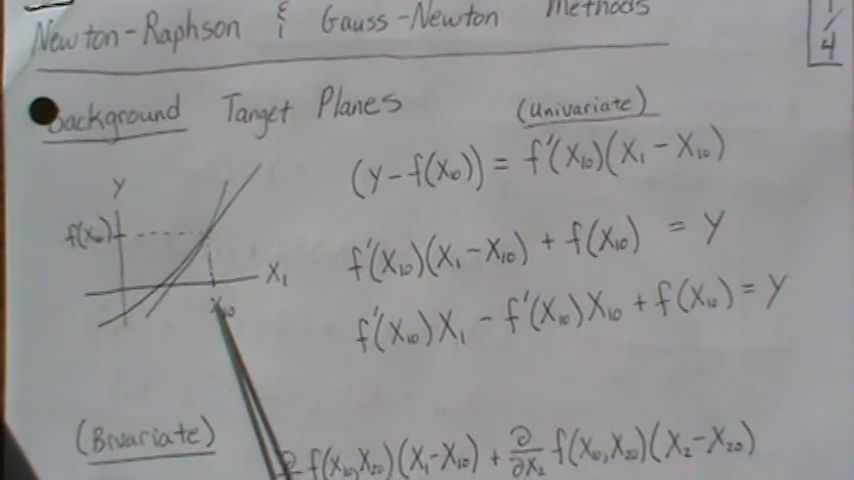 Newton-Raphson & Gauss-Newton Methods
1/4
Background Tanget Planes (Univariate)
(y-f(x₁₀)) = f'(x₁₀)(x₁ - x₁₀)
y
f(x₁₀)
x₁
x₁₀
f'(x₁₀)(x₁-x₁₀) + f(x₁₀) = y
f'(x₁₀)x₁ - f'(x₁₀)x₁₀ + f(x₁₀) = y
(Bivariate)
f(x₁₀,x₂₀)(x₁-x₁₀) + ∂/∂x₂ f(x₁₀,x₂₀)(x₂-x₂₀)